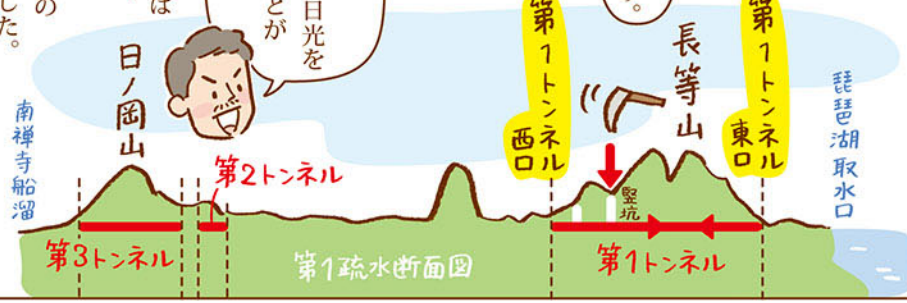 日光を
とが
は
の
した。
。
第1トンネル
東口
長等山
第1トンネル
西口
琵琶湖取水口
竪坑
日ノ岡山
南禅寺船溜
第2トンネル
第3トンネル
第1疏水断面図
第1トンネル